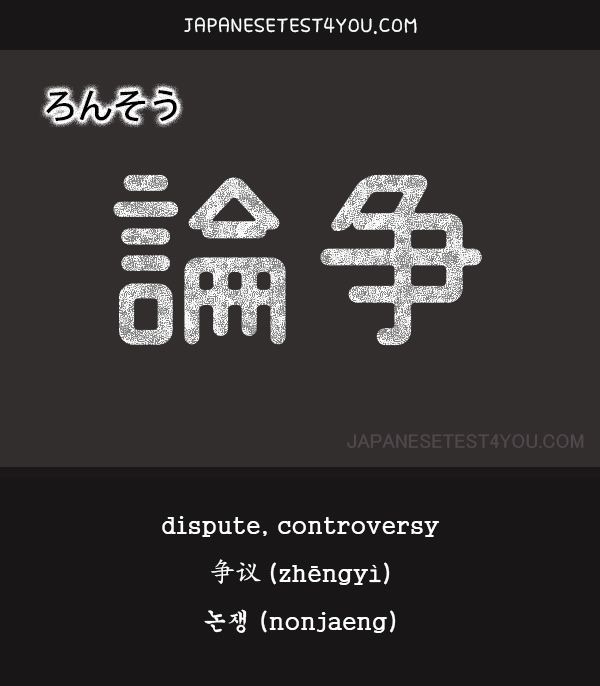 JAPANESETEST4YOU.COM
ろんそう
論争
JAPANESETEST4YOU.COM
dispute, controversy
争议 (zhēngyì)
논쟁 (nonjaeng)